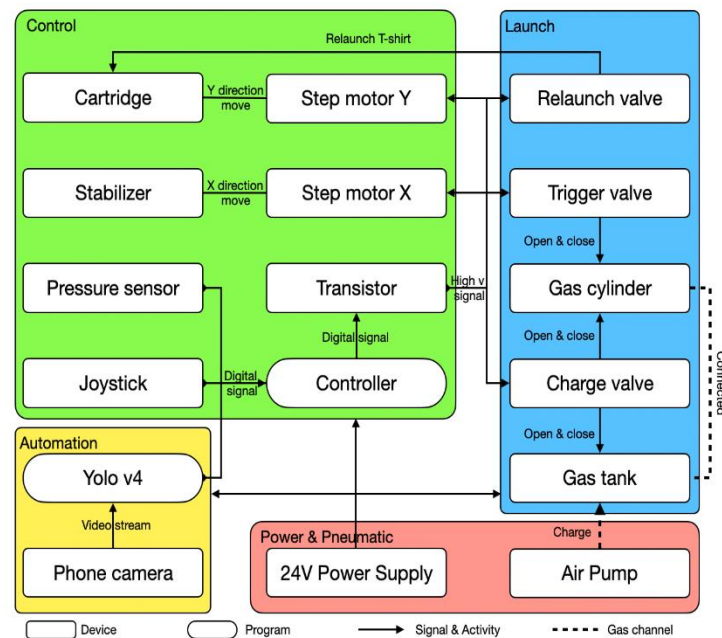 Control
Launch
Relaunch T-shirt
Cartridge
Y direction
move
Step motor Y
Relaunch valve
Stabilizer
X direction
move
Step motor X
Trigger valve
Open & close
Pressure sensor
Transistor
High v
signal
Gas cylinder
Digital signal
Open & close
Joystick
Digital
signal
Controller
Charge valve
Connected
Automation
Open & close
Yolo v4
Gas tank
Video stream
Power & Pneumatic
Charge
Phone camera
24V Power Supply
Air Pump
Device
Program
Signal & Activity
Gas channel